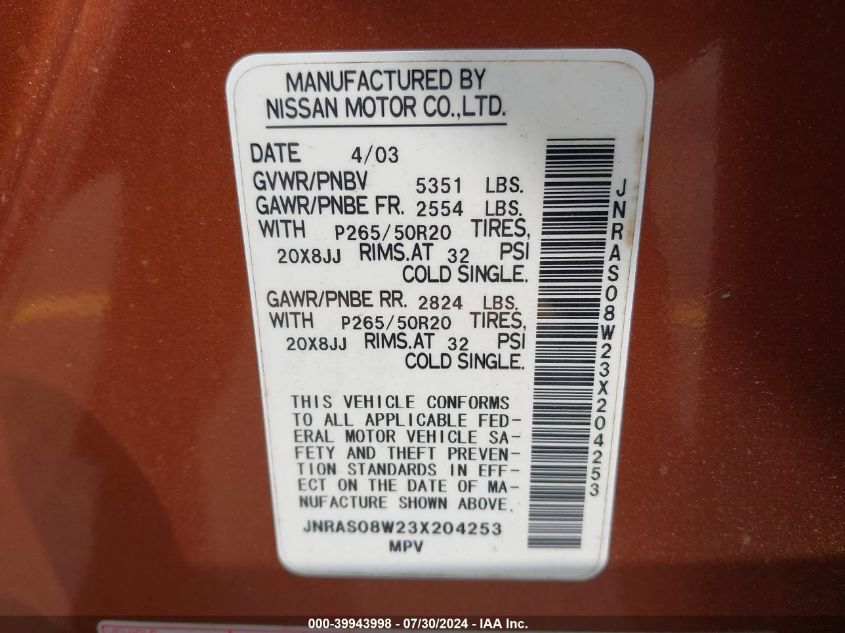 MANUFACTURED BY
NISSAN MOTOR CO.,LTD.
DATE 4/03
GVWR/PNBV 5351 LBS.
GAWR/PNBE FR. 2554 LBS.
WITH P265/50R20 TIRES,
20X8JJ RIMS.AT 32 PSI
COLD SINGLE.
GAWR/PNBE RR. 2824 LBS.
WITH P265/50R20 TIRES,
20X8JJ RIMS.AT 32 PSI
COLD SINGLE.
THIS VEHICLE CONFORMS
TO ALL APPLICABLE FED-
ERAL MOTOR VEHICLE SA-
FETY AND THEFT PREVEN-
TION STANDARDS IN EFF-
ECT ON THE DATE OF MA-
NUFACTURE SHOWN ABOVE.
JNRAS08W23X204253
MPV
JNRAS08W23X204253
000-39943998 - 07/30/2024 - IAA Inc.